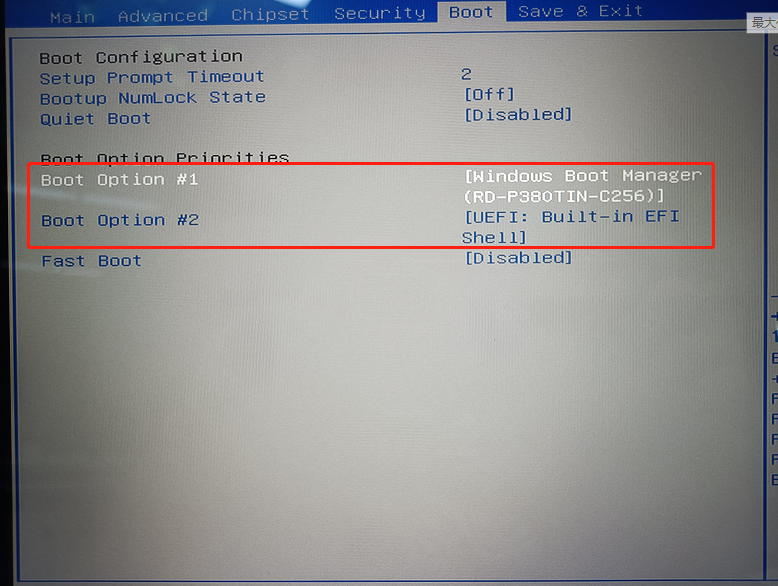 Main Advanced Chipset Security Boot Save & Exit
最大
Boot Configuration
Setup Prompt Timeout 2
Bootup NumLock State [Off]
Quiet Boot [Disabled]
Boot Option Priorities
Boot Option #1 [Windows Boot Manager
(RD-P380TIN-C256)]
Boot Option #2 [UEFI: Built-in EFI
Shell]
Fast Boot [Disabled]